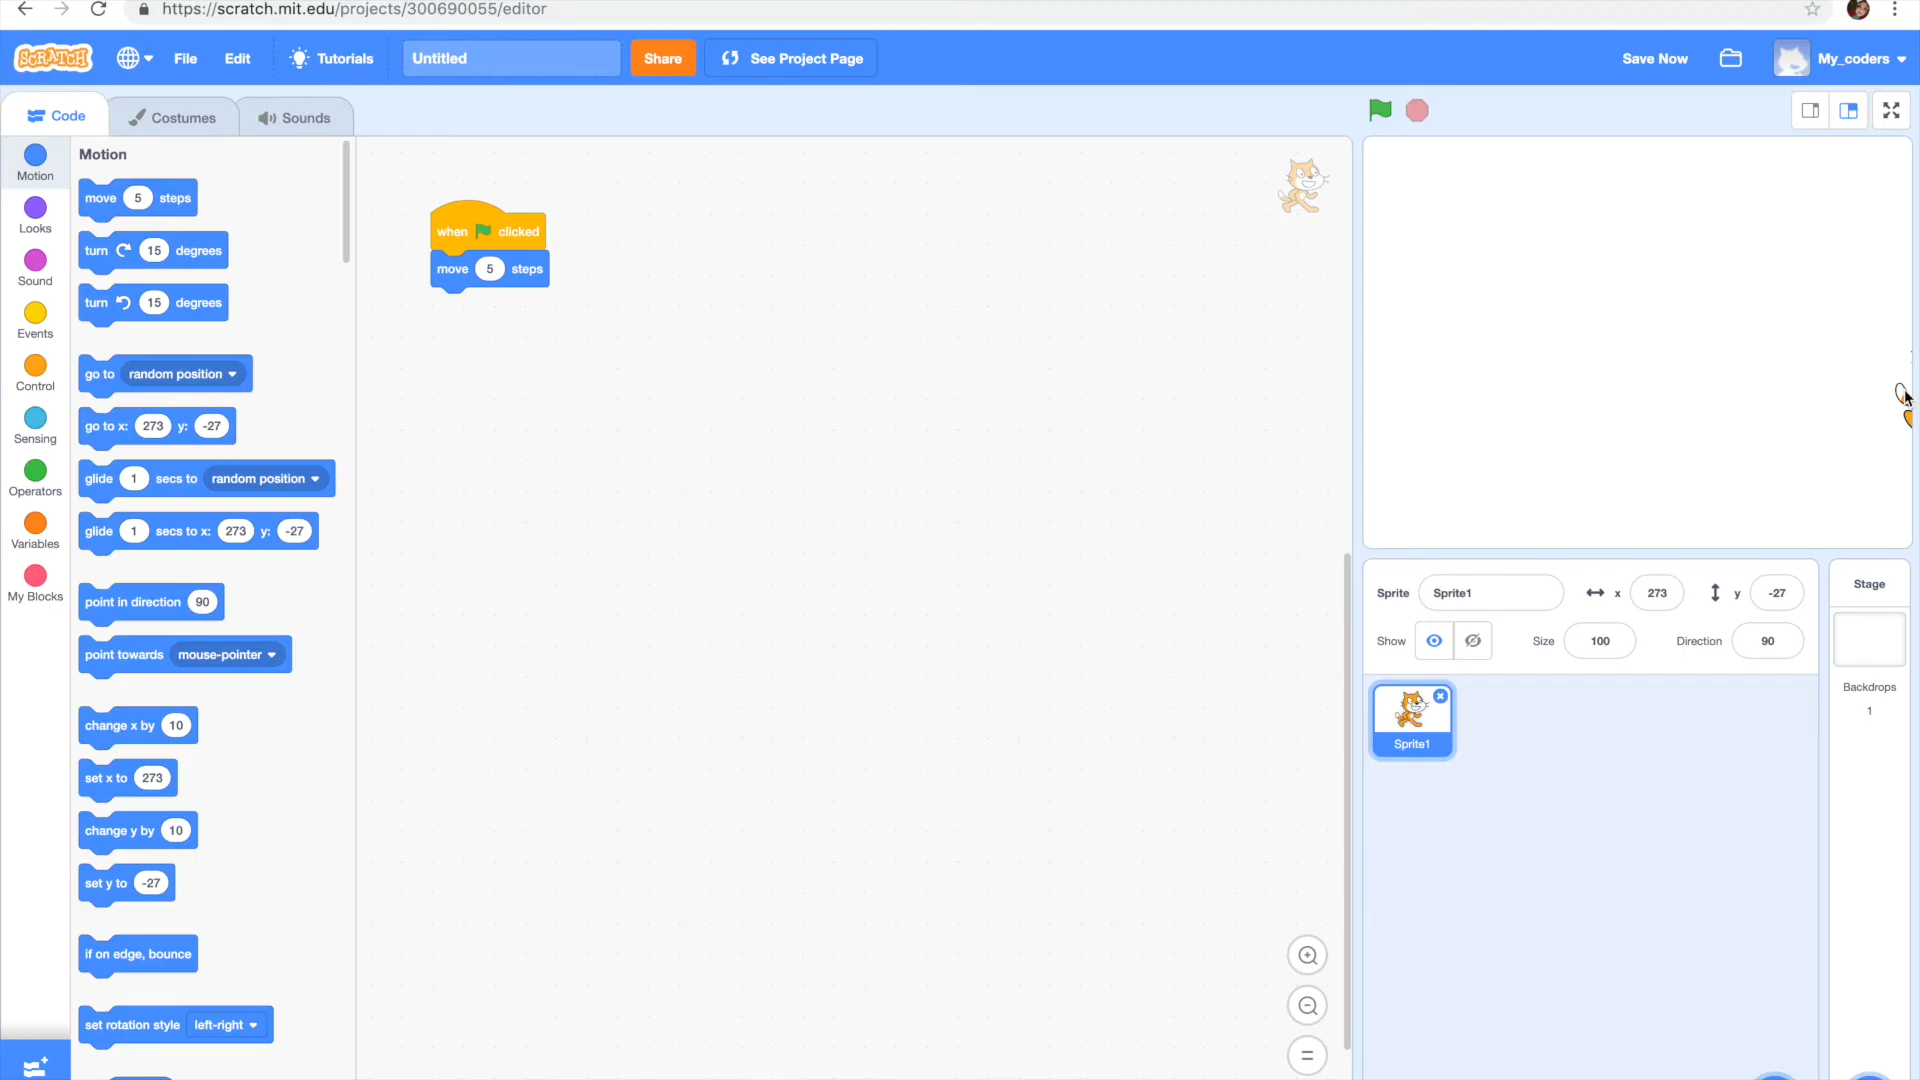 https://scratch.mit.edu/projects/300690055/editor
SCRATCH File Edit Tutorials Untitled Share See Project Page Save Now My_coders
Code Costumes Sounds
Motion
Looks
Sound
Events
Control
Sensing
Operators
Variables
My Blocks
Motion
move 5 steps
turn 15 degrees
turn 15 degrees
go to random position
go to x: 273 y: -27
glide 1 secs to random position
glide 1 secs to x: 273 y: -27
point in direction 90
point towards mouse-pointer
change x by 10
set x to 273
change y by 10
set y to -27
if on edge, bounce
set rotation style left-right
when clicked
move 5 steps
Sprite Sprite1 x 273 y -27
Show Size 100 Direction 90
Sprite1
Stage
Backdrops
1